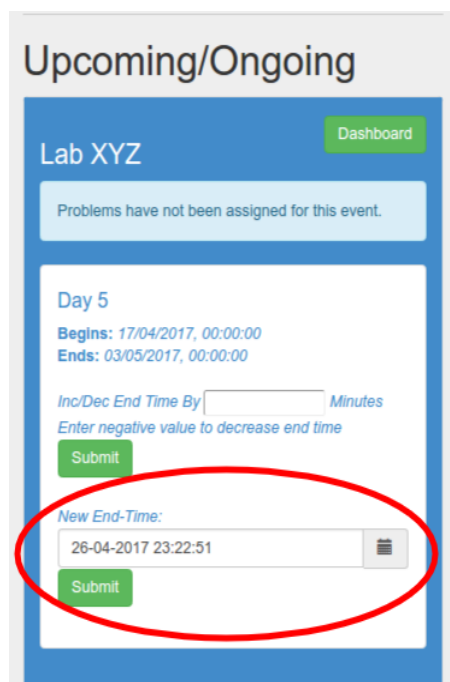 Upcoming/Ongoing
Dashboard
Lab XYZ
Problems have not been assigned for this event.
Day 5
Begins: 17/04/2017, 00:00:00
Ends: 03/05/2017, 00:00:00
Inc/Dec End Time By Minutes
Enter negative value to decrease end time
Submit
New End-Time:
26-04-2017 23:22:51
Submit